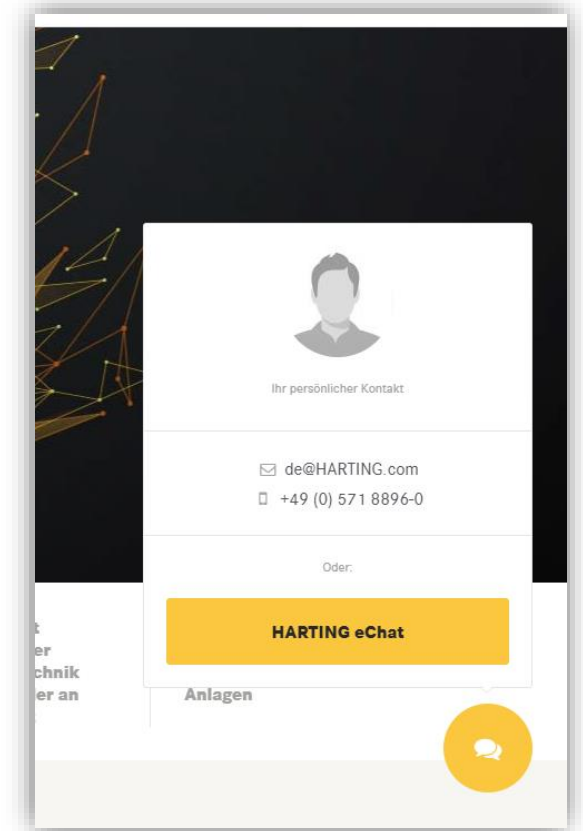 Ihr persönlicher Kontakt
de@HARTING.com
+49 (0) 571 8896-0
Oder:
HARTING eChat
t
er
chnik
er an
Anlagen